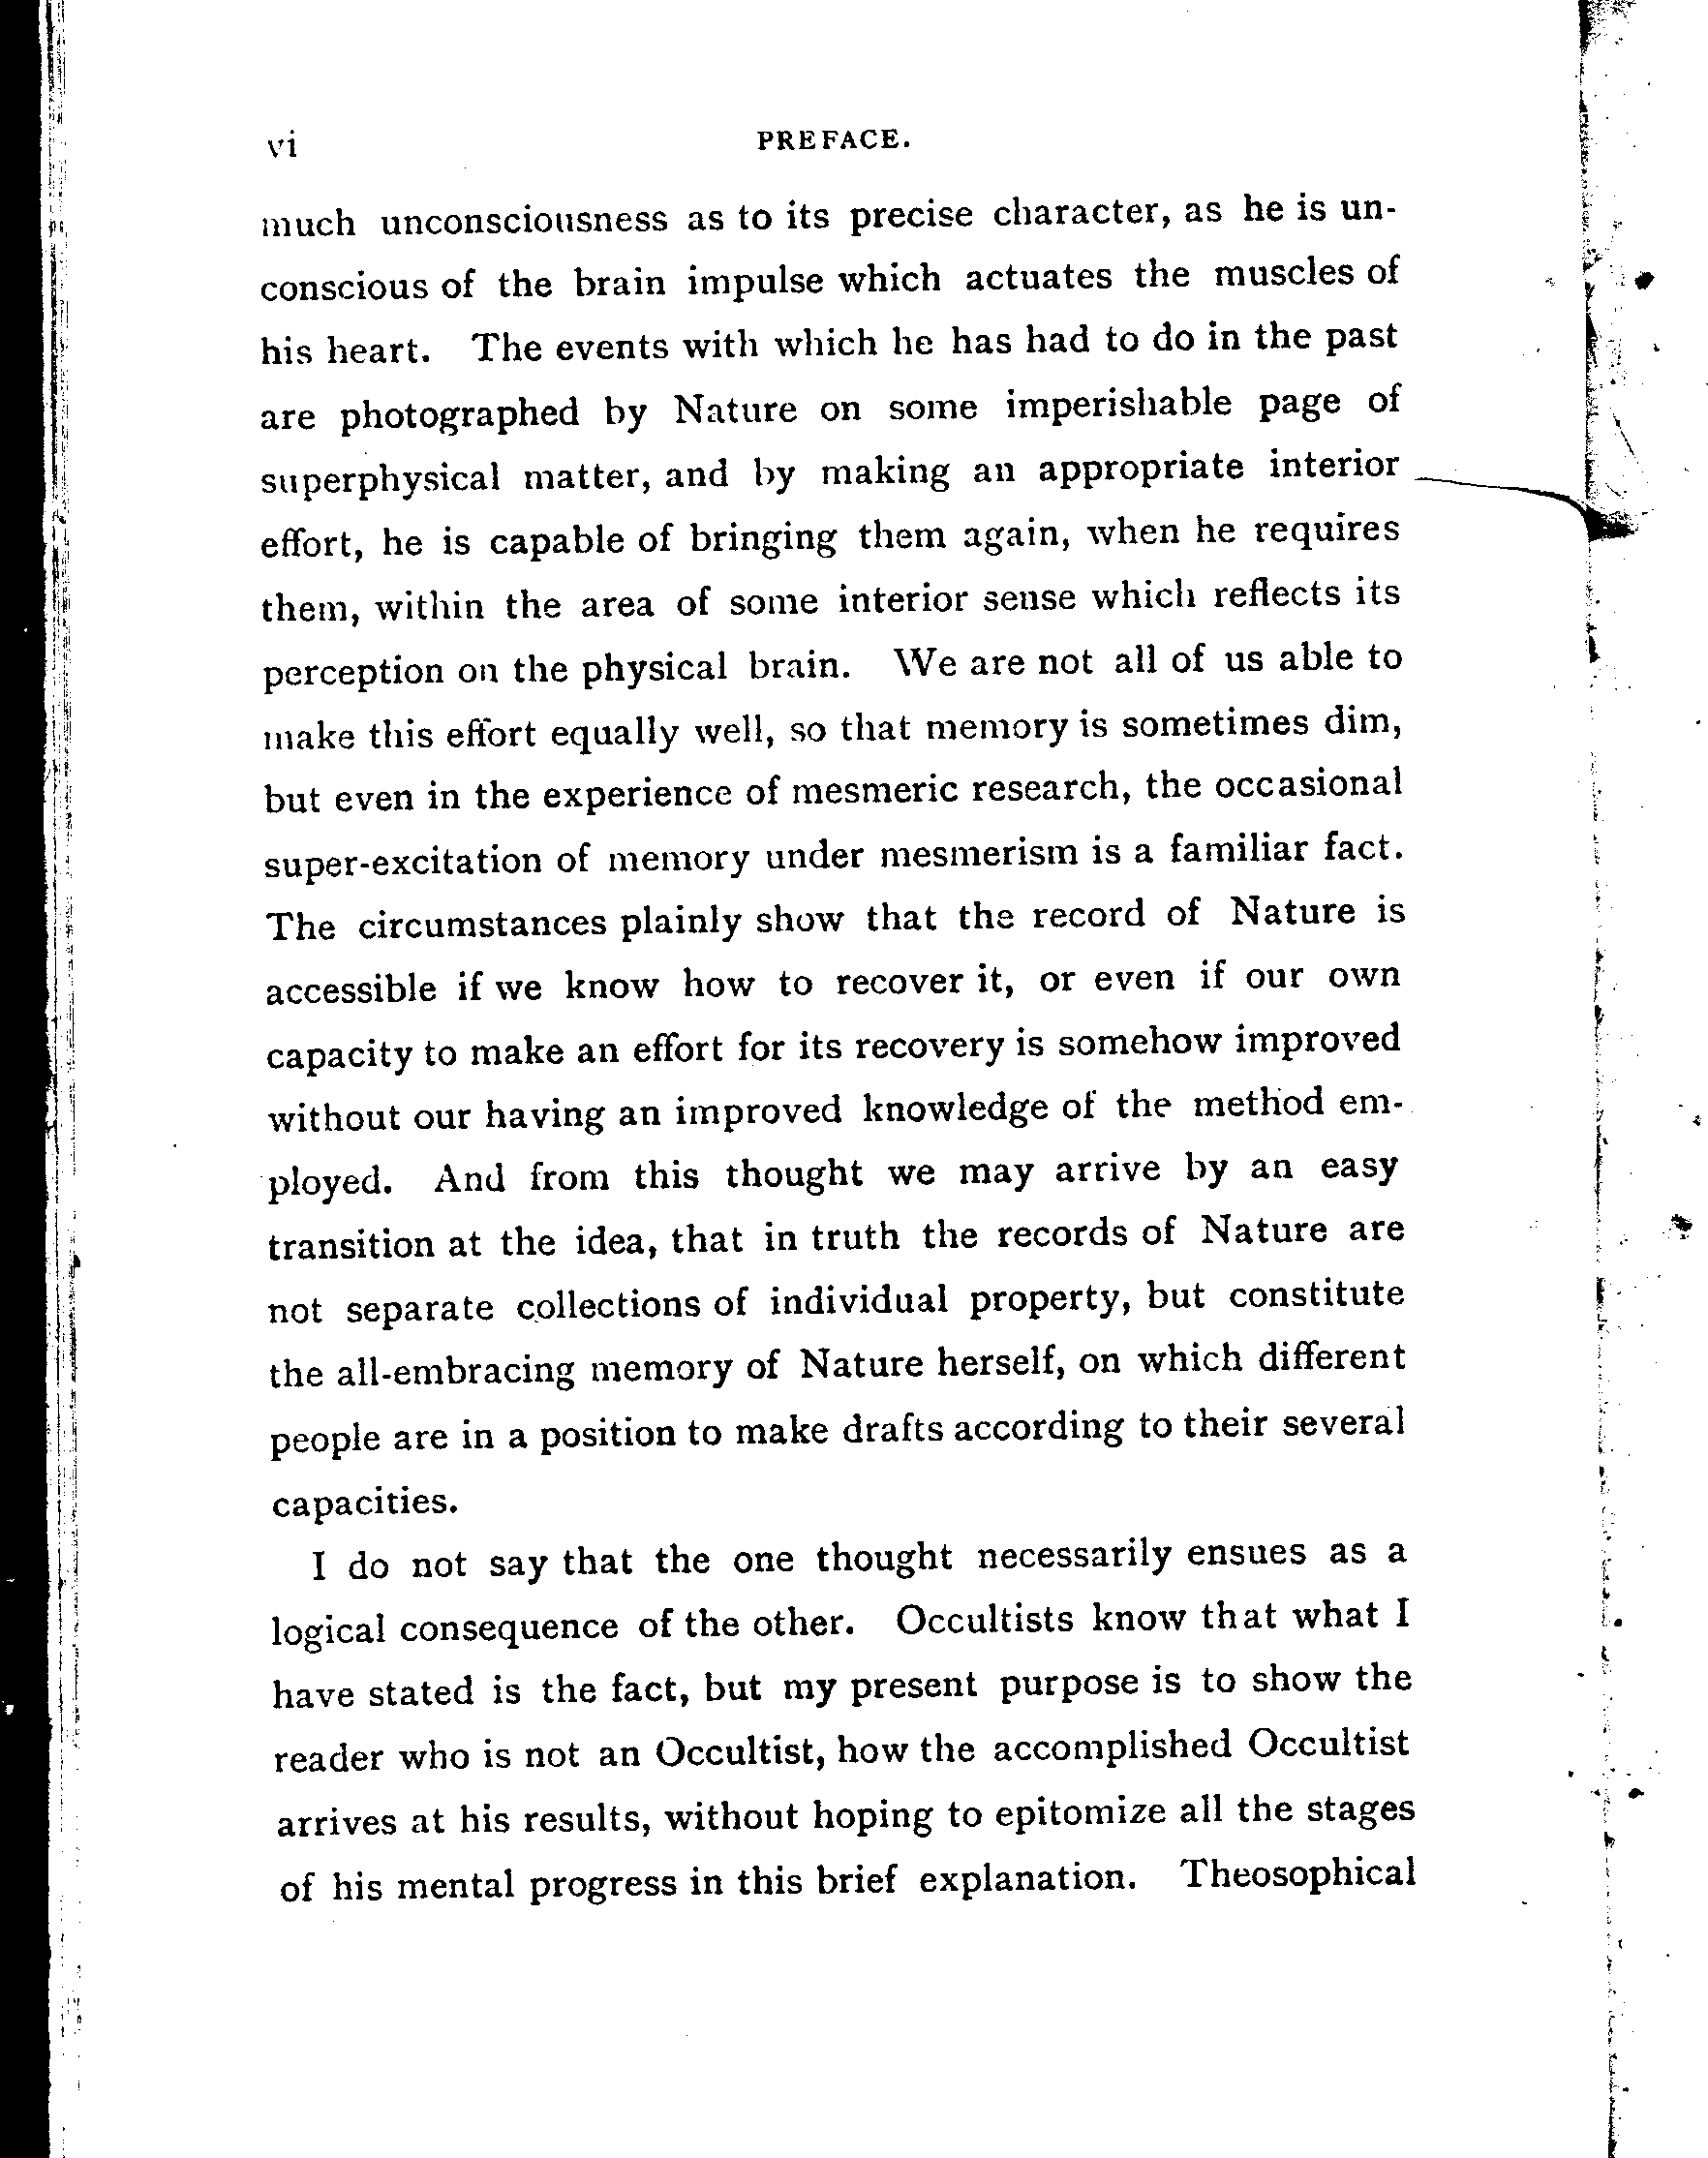 vi PREFACE.
much unconsciousness as to its precise character, as he is un-
conscious of the brain impulse which actuates the muscles of
his heart. The events with which he has had to do in the past
are photographed by Nature on some imperishable page of
superphysical matter, and by making an appropriate interior
effort, he is capable of bringing them again, when he requires
them, within the area of some interior sense which reflects its
perception on the physical brain. We are not all of us able to
make this effort equally well, so that memory is sometimes dim,
but even in the experience of mesmeric research, the occasional
super-excitation of memory under mesmerism is a familiar fact.
The circumstances plainly show that the record of Nature is
accessible if we know how to recover it, or even if our own
capacity to make an effort for its recovery is somehow improved
without our having an improved knowledge of the method em-
ployed. And from this thought we may arrive by an easy
transition at the idea, that in truth the records of Nature are
not separate collections of individual property, but constitute
the all-embracing memory of Nature herself, on which different
people are in a position to make drafts according to their several
capacities.
I do not say that the one thought necessarily ensues as a
logical consequence of the other. Occultists know that what I
have stated is the fact, but my present purpose is to show the
reader who is not an Occultist, how the accomplished Occultist
arrives at his results, without hoping to epitomize all the stages
of his mental progress in this brief explanation. Theosophical